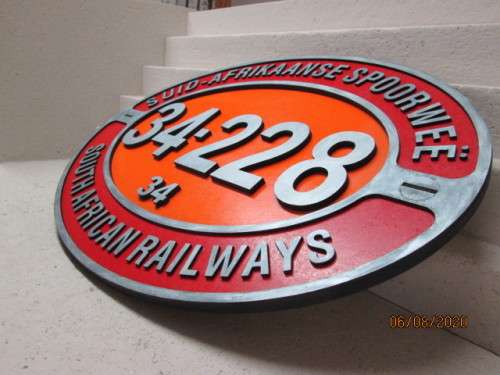 SUID-AFRIKAANSE SPOORWEË
34-228
34
SOUTH AFRICAN RAILWAYS
06/08/2020